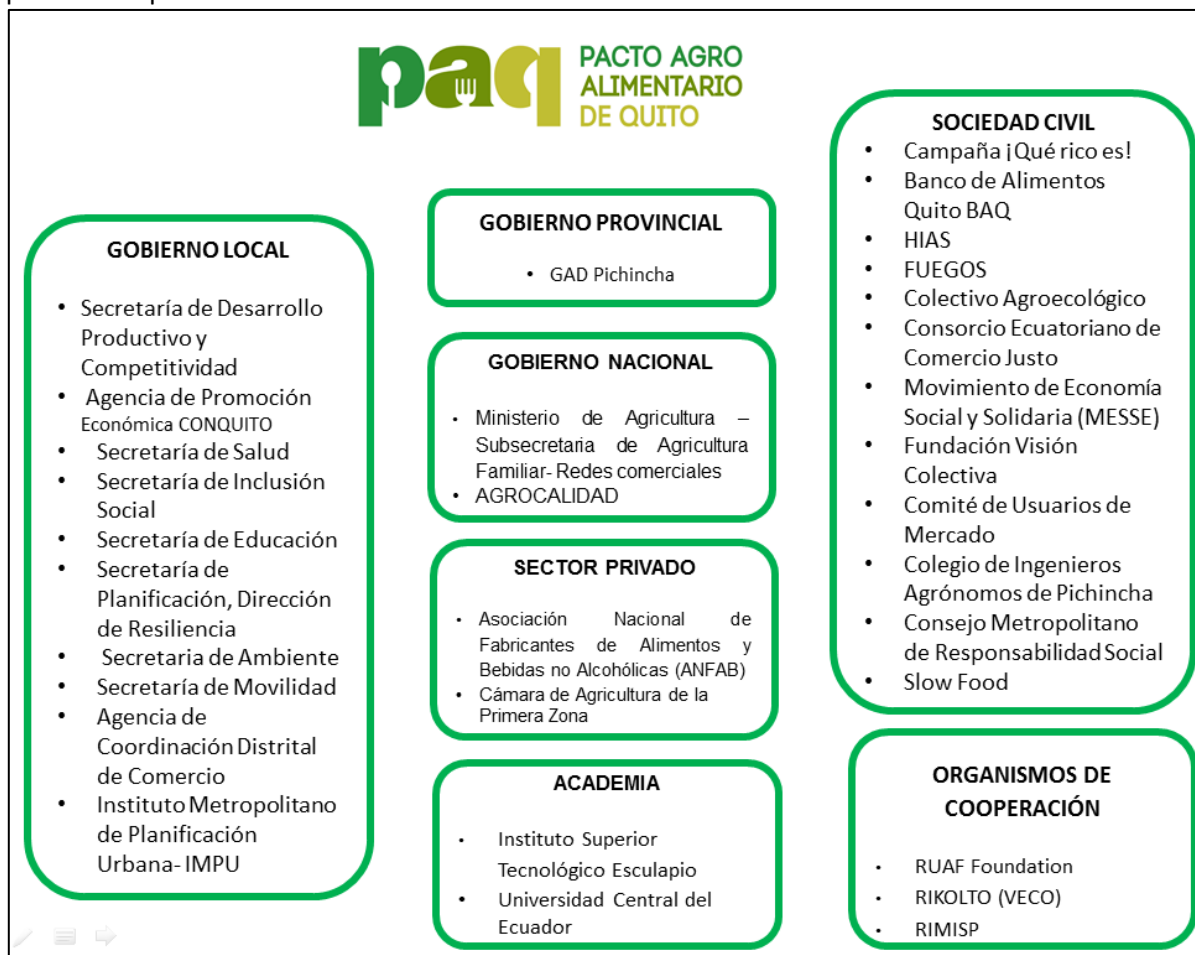 paq
PACTO AGRO
ALIMENTARIO
DE QUITO
GOBIERNO LOCAL
• Secretaría de Desarrollo
Productivo y
Competitividad
• Agencia de Promoción
Económica CONQUITO
• Secretaría de Salud
• Secretaría de Inclusión
Social
• Secretaría de Educación
• Secretaría de
Planificación, Dirección
de Resiliencia
• Secretaria de Ambiente
• Secretaría de Movilidad
• Agencia de
Coordinación Distrital
de Comercio
• Instituto Metropolitano
de Planificación
Urbana- IMPU
GOBIERNO PROVINCIAL
• GAD Pichincha
GOBIERNO NACIONAL
• Ministerio de Agricultura –
Subsecretaria de Agricultura
Familiar- Redes comerciales
• AGROCALIDAD
SECTOR PRIVADO
• Asociación Nacional de
Fabricantes de Alimentos y
Bebidas no Alcohólicas (ANFAB)
• Cámara de Agricultura de la
Primera Zona
ACADEMIA
• Instituto Superior
Tecnológico Esculapio
• Universidad Central del
Ecuador
SOCIEDAD CIVIL
• Campaña ¡Qué rico es!
• Banco de Alimentos
Quito BAQ
• HIAS
• FUEGOS
• Colectivo Agroecológico
• Consorcio Ecuatoriano de
Comercio Justo
• Movimiento de Economía
Social y Solidaria (MESSE)
• Fundación Visión
Colectiva
• Comité de Usuarios de
Mercado
• Colegio de Ingenieros
Agrónomos de Pichincha
• Consejo Metropolitano
de Responsabilidad Social
• Slow Food
ORGANISMOS DE
COOPERACIÓN
• RUAF Foundation
• RIKOLTO (VECO)
• RIMISP